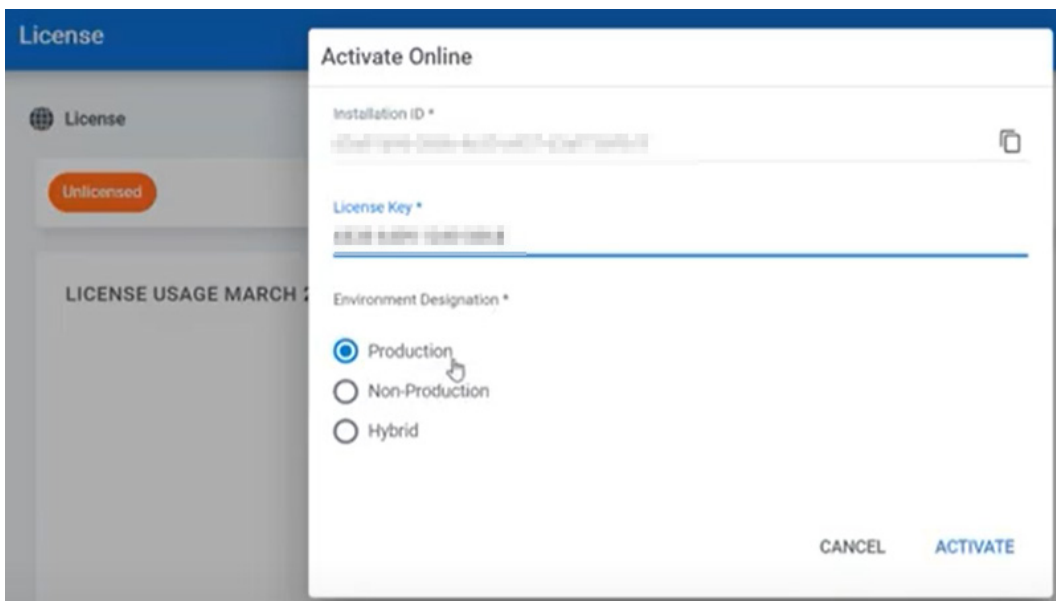 License
Activate Online
License
Installation ID *
Unlicensed
License Key *
LICENSE USAGE MARCH
Environment Designation *
Production
Non-Production
Hybrid
CANCEL
ACTIVATE